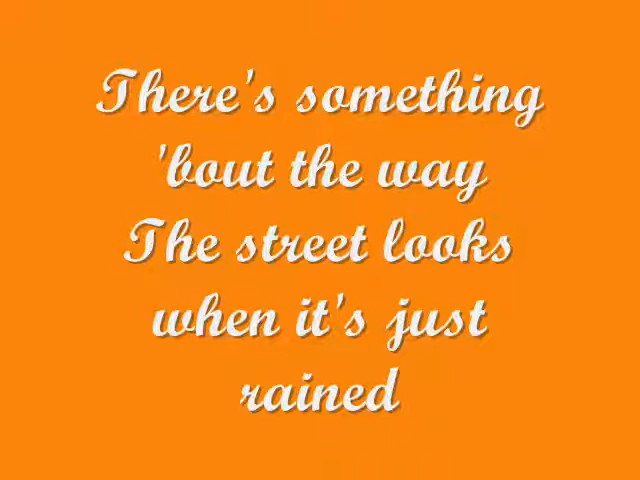 There's something
'bout the way
The street looks
when it's just
rained